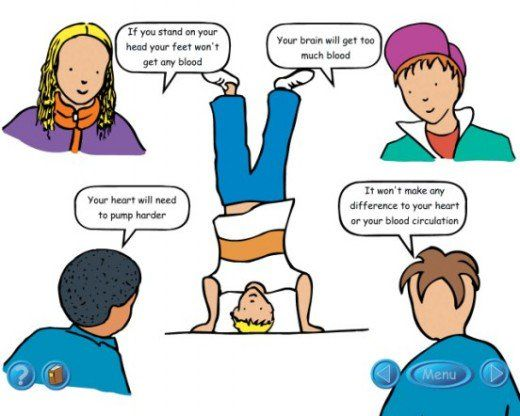 If you stand on your
head your feet won't
get any blood
Your brain will get too
much blood
Your heart will need
to pump harder
It won't make any
difference to your heart
or your blood circulation
?
Menu